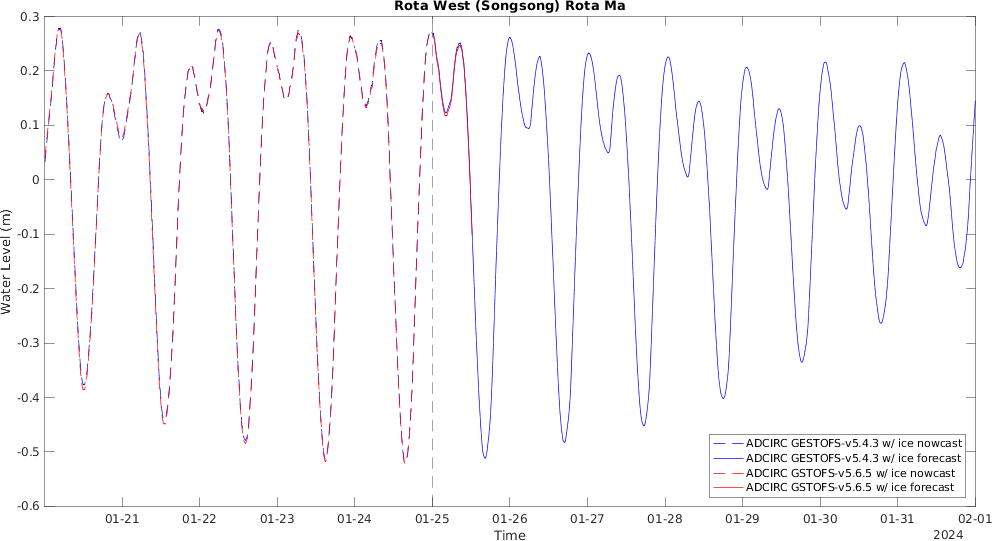 Rota West (Songsong) Rota Ma
0.3
0.2
0.1
0
-0.1
-0.2
-0.3
-0.4
-0.5
-0.6
Water Level (m)
01-21 01-22 01-23 01-24 01-25 01-26 01-27 01-28 01-29 01-30 01-31 02-01
Time
2024
ADCIRC GESTOFS-v5.4.3 w/ ice nowcast
ADCIRC GESTOFS-v5.4.3 w/ ice forecast
ADCIRC GSTOFS-v5.6.5 w/ ice nowcast
ADCIRC GSTOFS-v5.6.5 w/ ice forecast